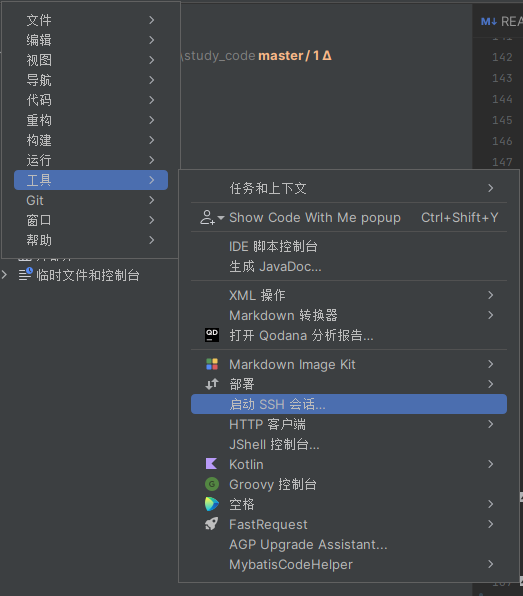 文件
编辑
视图
导航
代码
重构
构建
运行
工具
Git
窗口
帮助
\study_code master / 1 Δ
临时文件和控制台
任务和上下文
Show Code With Me popup Ctrl+Shift+Y
IDE 脚本控制台
生成 JavaDoc...
XML 操作
Markdown 转换器
QD 打开 Qodana 分析报告...
Markdown Image Kit
部署
启动 SSH 会话...
HTTP 客户端
JShell 控制台...
Kotlin
G Groovy 控制台
空格
FastRequest
AGP Upgrade Assistant...
MybatisCodeHelper
M↓ REA
142
143
144
145
146
147